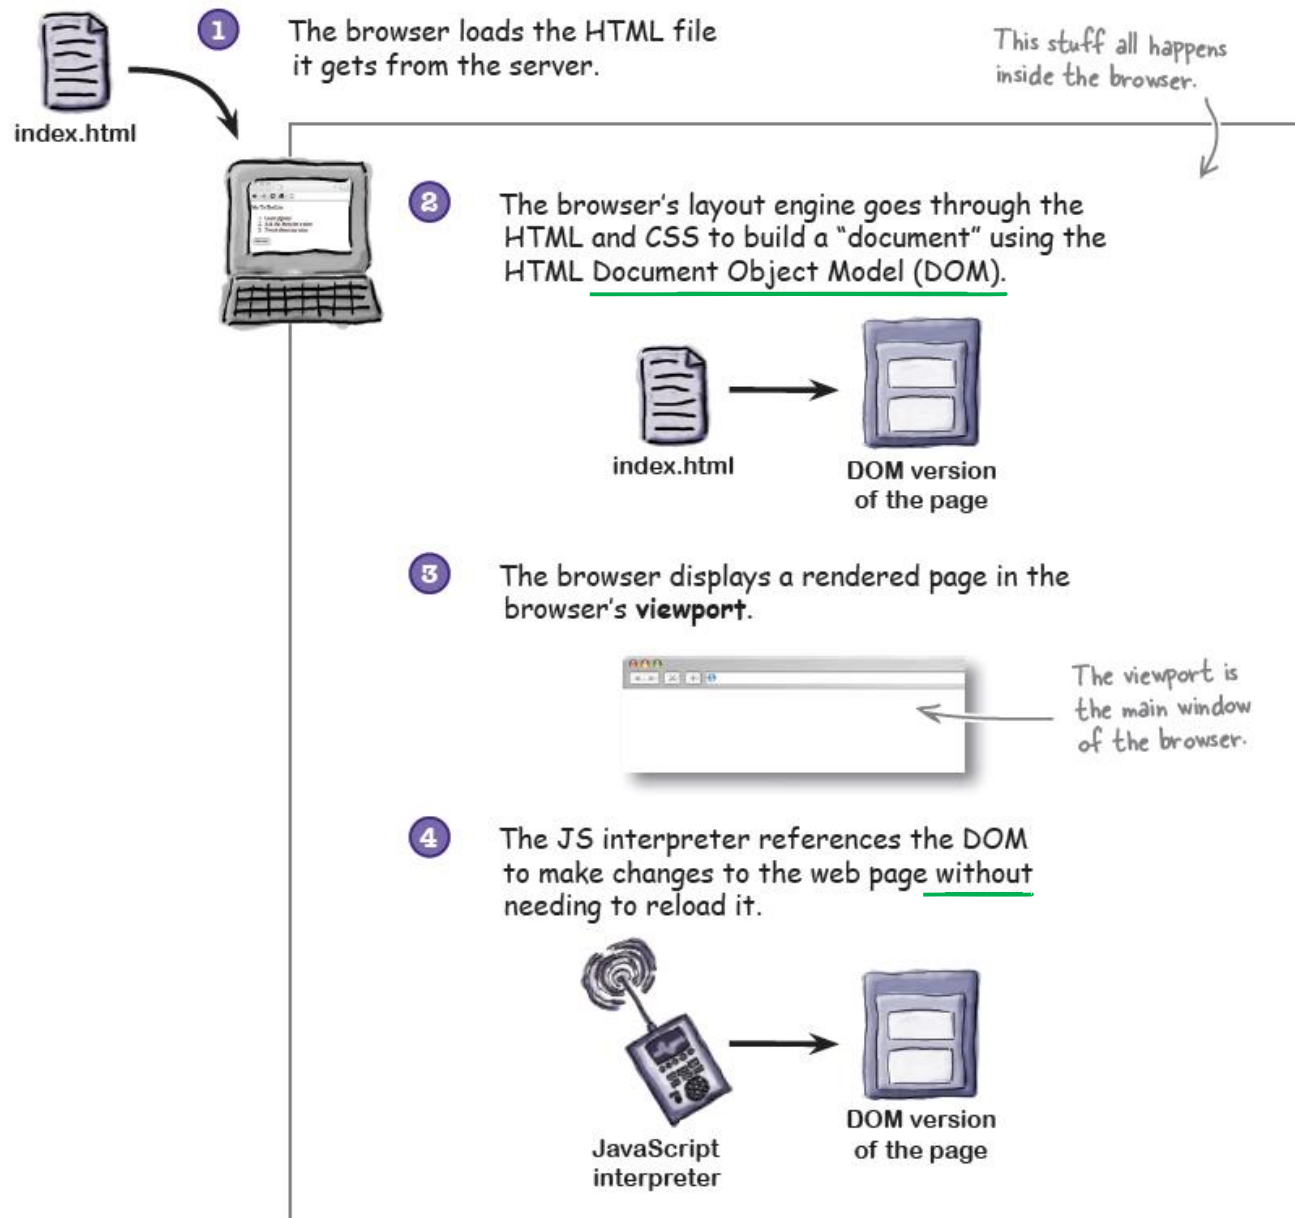 1
The browser loads the HTML file
it gets from the server.
This stuff all happens
inside the browser.
index.html
2
The browser's layout engine goes through the
HTML and CSS to build a “document” using the
HTML Document Object Model (DOM).
index.html
DOM version
of the page
3
The browser displays a rendered page in the
browser's viewport.
The viewport is
the main window
of the browser.
4
The JS interpreter references the DOM
to make changes to the web page without
needing to reload it.
JavaScript
interpreter
DOM version
of the page